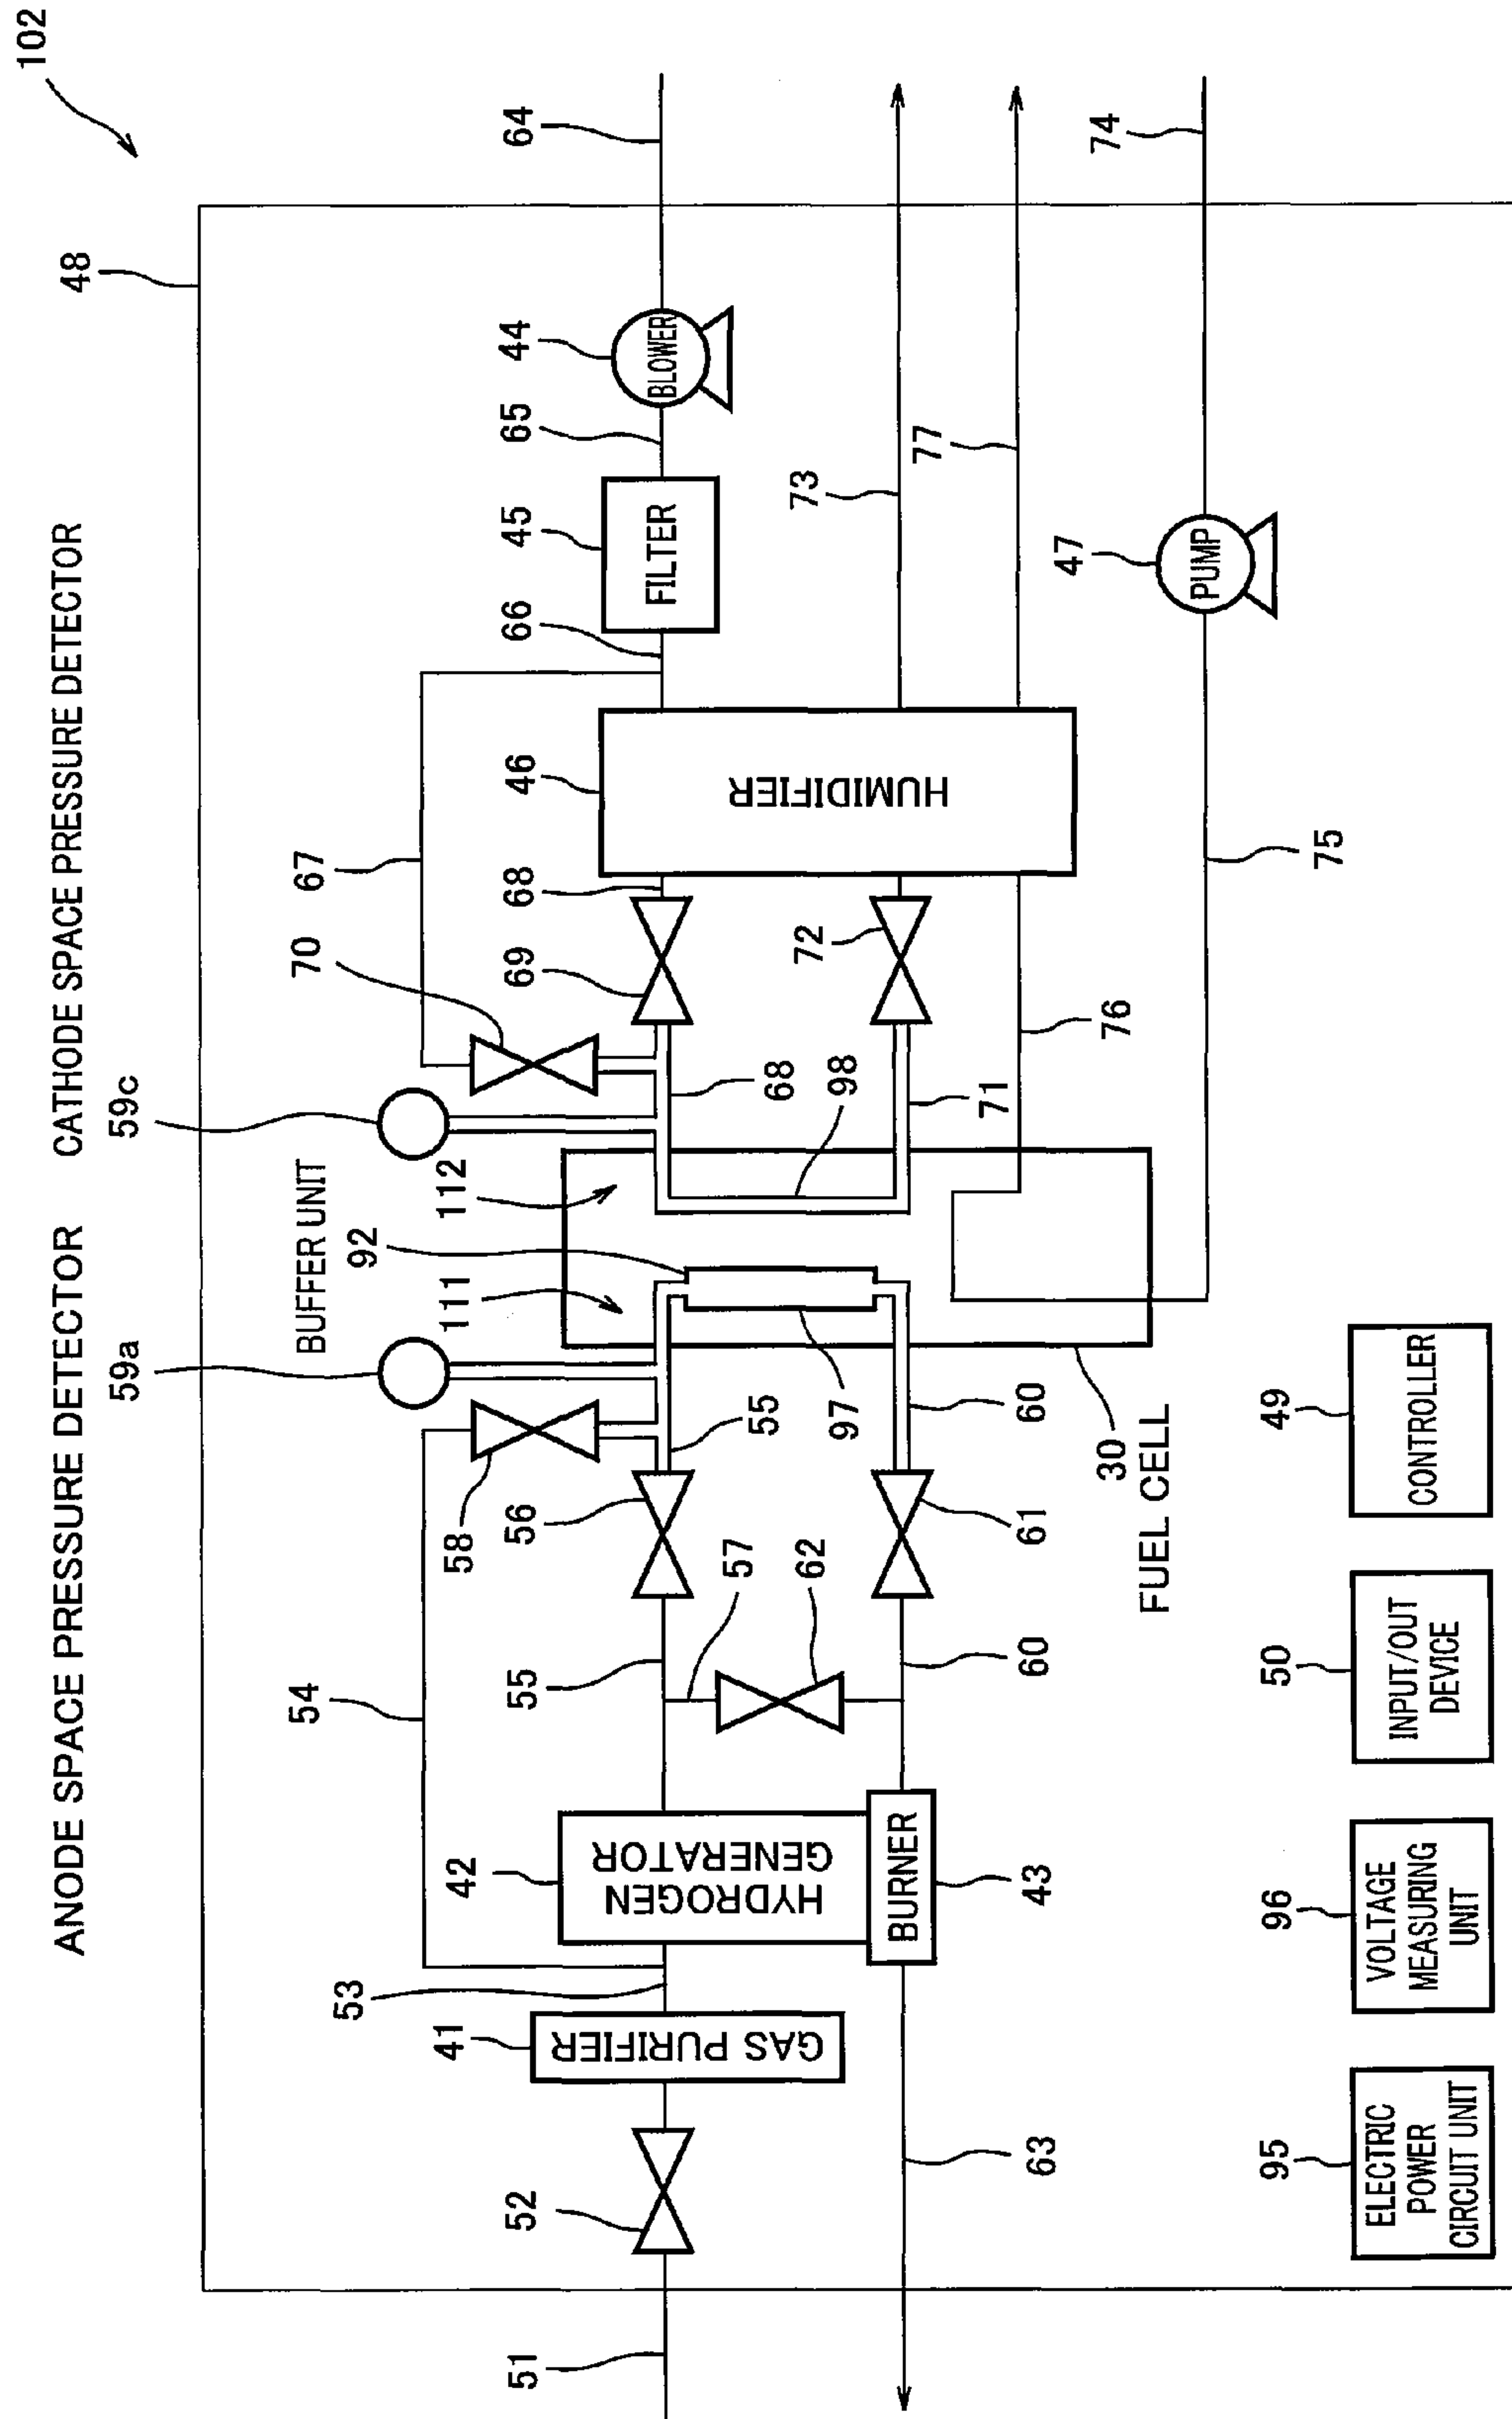 102
ANODE SPACE PRESSURE DETECTOR
CATHODE SPACE PRESSURE DETECTOR
59a
59c
48
BUFFER UNIT
54
58
111
92
112
70
67
51
52
41
53
42
55
56
69
68
46
66
45
65
44
64
GAS PURIFIER
HYDROGEN
GENERATOR
57
62
55
97
98
68
72
HUMIDIFIER
FILTER
BLOWER
73
77
63
BURNER
43
60
61
60
30
FUEL CELL
71
76
75
47
PUMP
74
95
ELECTRIC
POWER
CIRCUIT UNIT
96
VOLTAGE
MEASURING
UNIT
50
INPUT/OUT
DEVICE
49
CONTROLLER